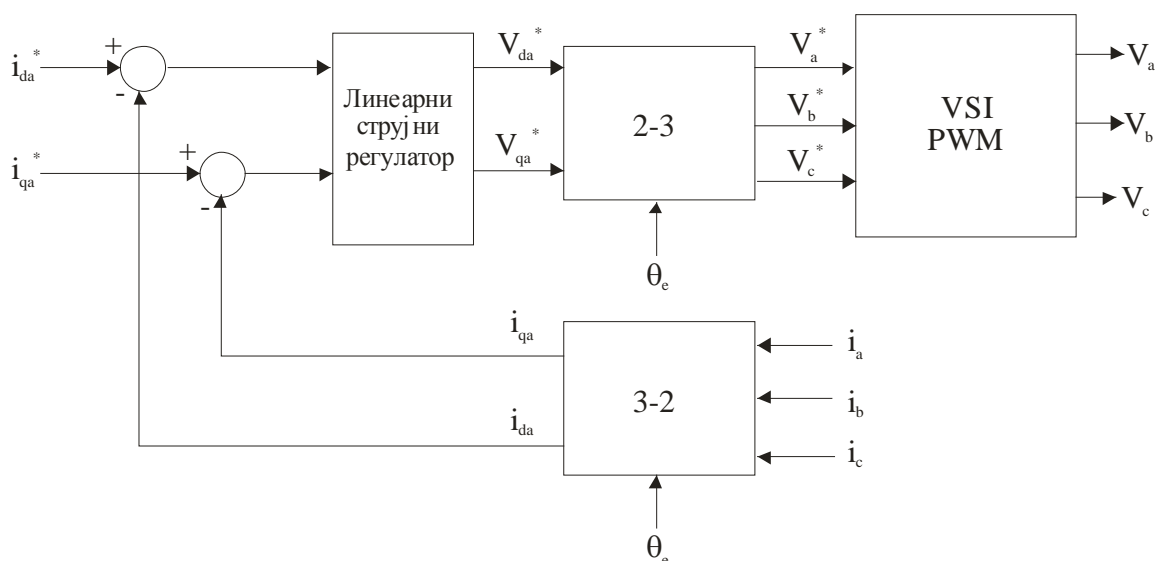 i_da^*
+
-
i_qa^*
+
-
Линеарни
струјни
регулатор
V_da^*
V_qa^*
2-3
θ_e
V_a^*
V_b^*
V_c^*
VSI
PWM
V_a
V_b
V_c
i_qa
i_da
3-2
θ_e
i_a
i_b
i_c